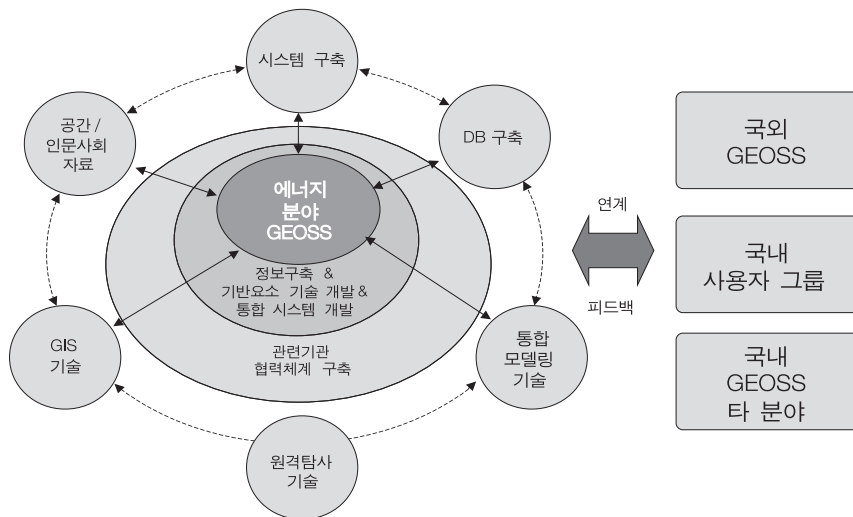 시스템 구축
공간 /
인문사회
자료
DB 구축
에너지
분야
GEOSS
정보구축 &
기반요소 기술 개발 &
통합 시스템 개발
관련기관
협력체계 구축
GIS
기술
통합
모델링
기술
원격탐사
기술
연계
피드백
국외
GEOSS
국내
사용자 그룹
국내
GEOSS
타 분야